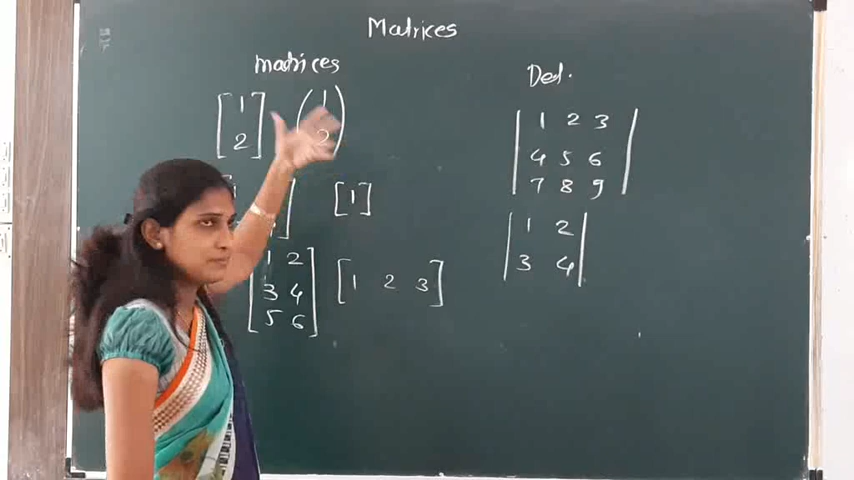 Matrices
matrices
Det.
[1
2] (1
2)
[1]
[1 2
3 4
5 6] [1 2 3]
|1 2 3
4 5 6
7 8 9|
|1 2
3 4|